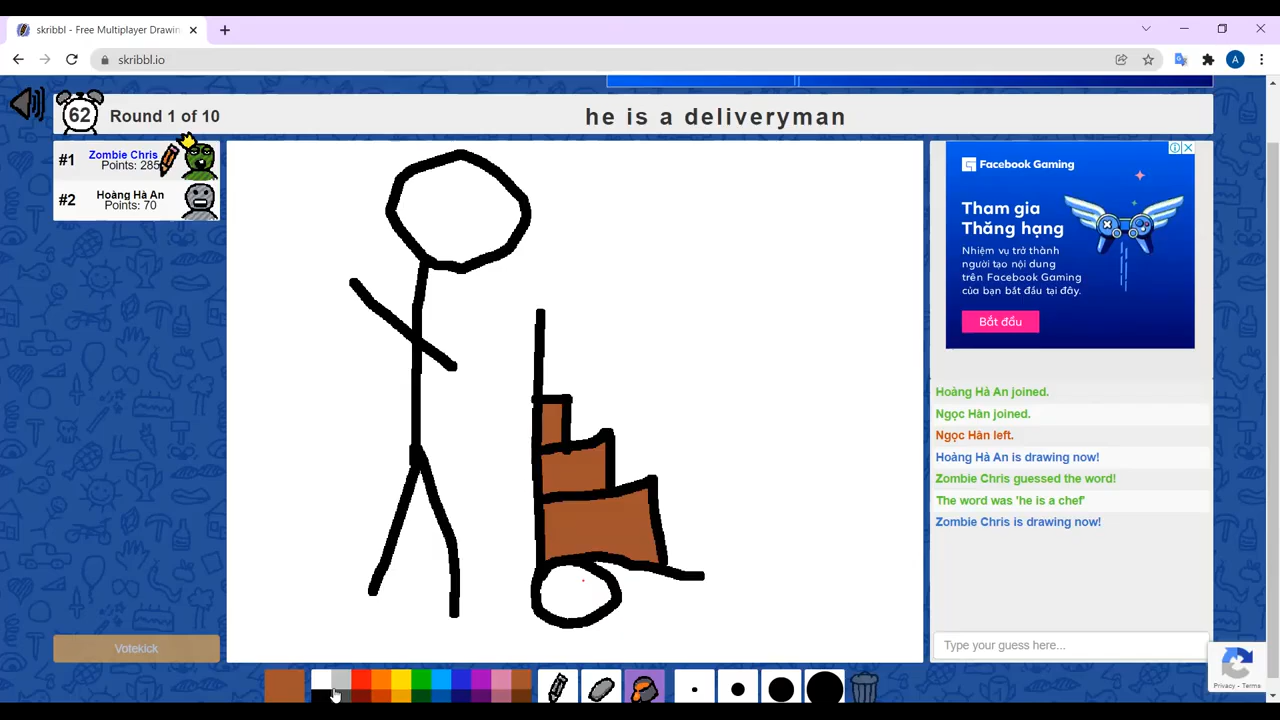 skribbl - Free Multiplayer Drawin
skribbl.io
A
62
Round 1 of 10
he is a deliveryman
#1
Zombie Chris
Points: 285
#2
Hoàng Hà An
Points: 70
Facebook Gaming
Tham gia
Thăng hạng
Nhiệm vụ trở thành
người tạo nội dung
trên Facebook Gaming
của bạn bắt đầu tại đây.
Bắt đầu
Hoàng Hà An joined.
Ngọc Hân joined.
Ngọc Hân left.
Hoàng Hà An is drawing now!
Zombie Chris guessed the word!
The word was 'he is a chef'
Zombie Chris is drawing now!
Type your guess here...
Votekick
Privacy - Terms